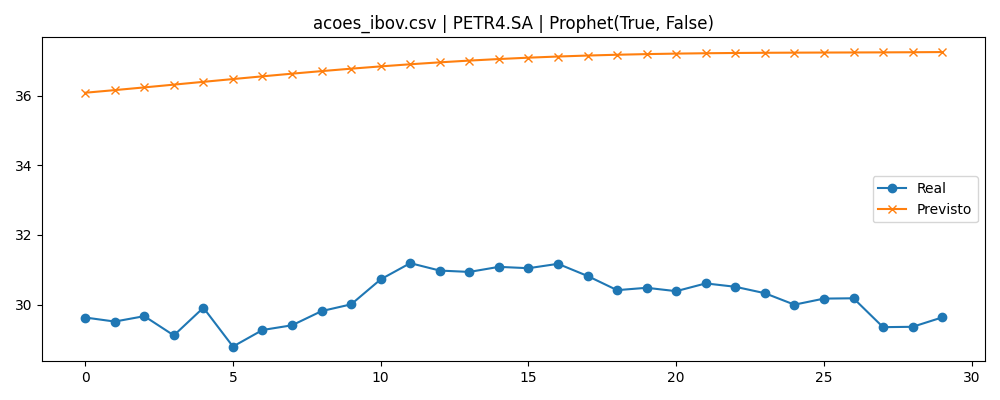 acoes_ibov.csv | PETR4.SA | Prophet(True, False)
36
34
32
30
Real
Previsto
0 5 10 15 20 25 30